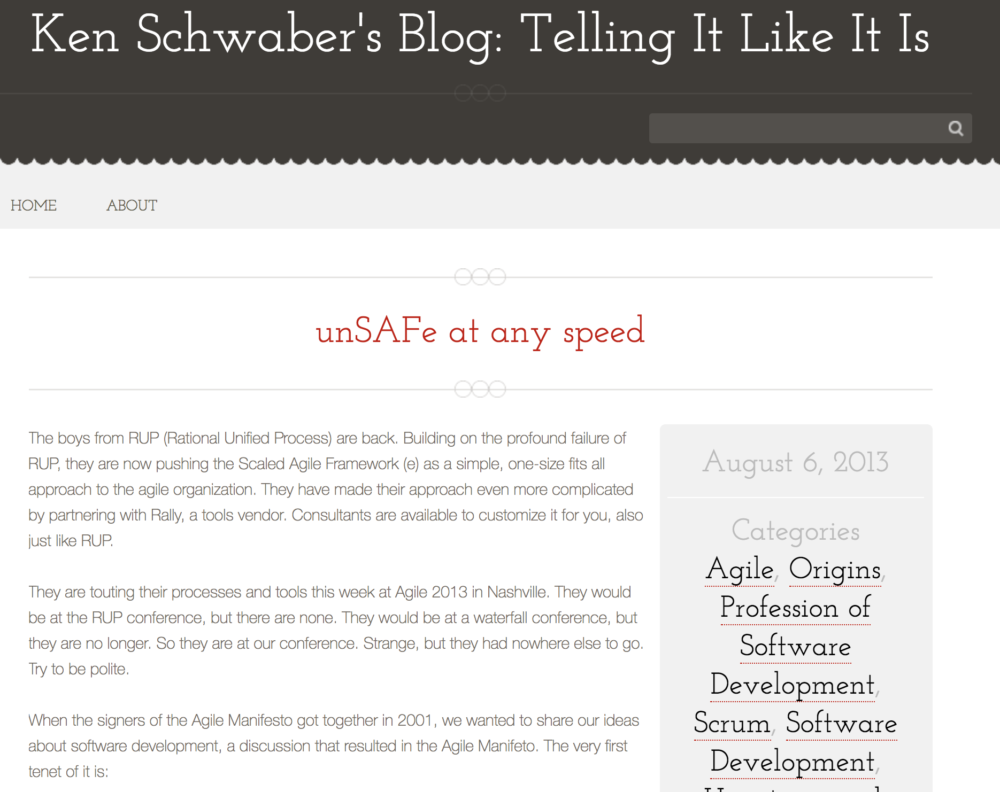 Ken Schwaber's Blog: Telling It Like It Is
HOME ABOUT
unSAFe at any speed
The boys from RUP (Rational Unified Process) are back. Building on the profound failure of
RUP, they are now pushing the Scaled Agile Framework (e) as a simple, one-size fits all
approach to the agile organization. They have made their approach even more complicated
by partnering with Rally, a tools vendor. Consultants are available to customize it for you, also
just like RUP.
They are touting their processes and tools this week at Agile 2013 in Nashville. They would
be at the RUP conference, but there are none. They would be at a waterfall conference, but
they are no longer. So they are at our conference. Strange, but they had nowhere else to go.
Try to be polite.
When the signers of the Agile Manifesto got together in 2001, we wanted to share our ideas
about software development, a discussion that resulted in the Agile Manifeto. The very first
tenet of it is:
August 6, 2013
Categories
Agile, Origins,
Profession of
Software
Development,
Scrum, Software
Development,